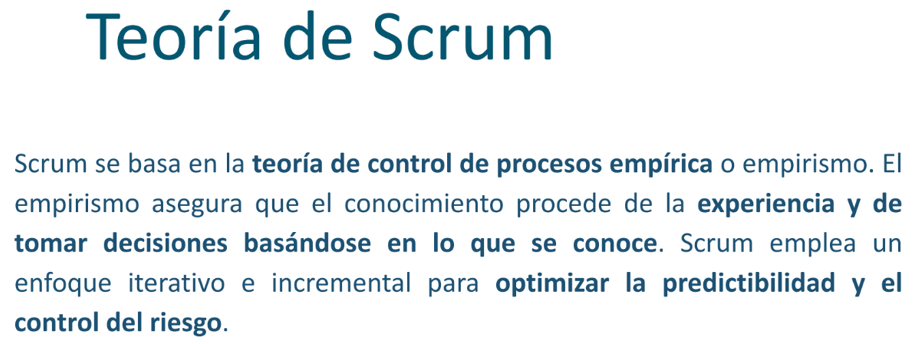 Teoría de Scrum
Scrum se basa en la teoría de control de procesos empírica o empirismo. El
empirismo asegura que el conocimiento procede de la experiencia y de
tomar decisiones basándose en lo que se conoce. Scrum emplea un
enfoque iterativo e incremental para optimizar la predictibilidad y el
control del riesgo.